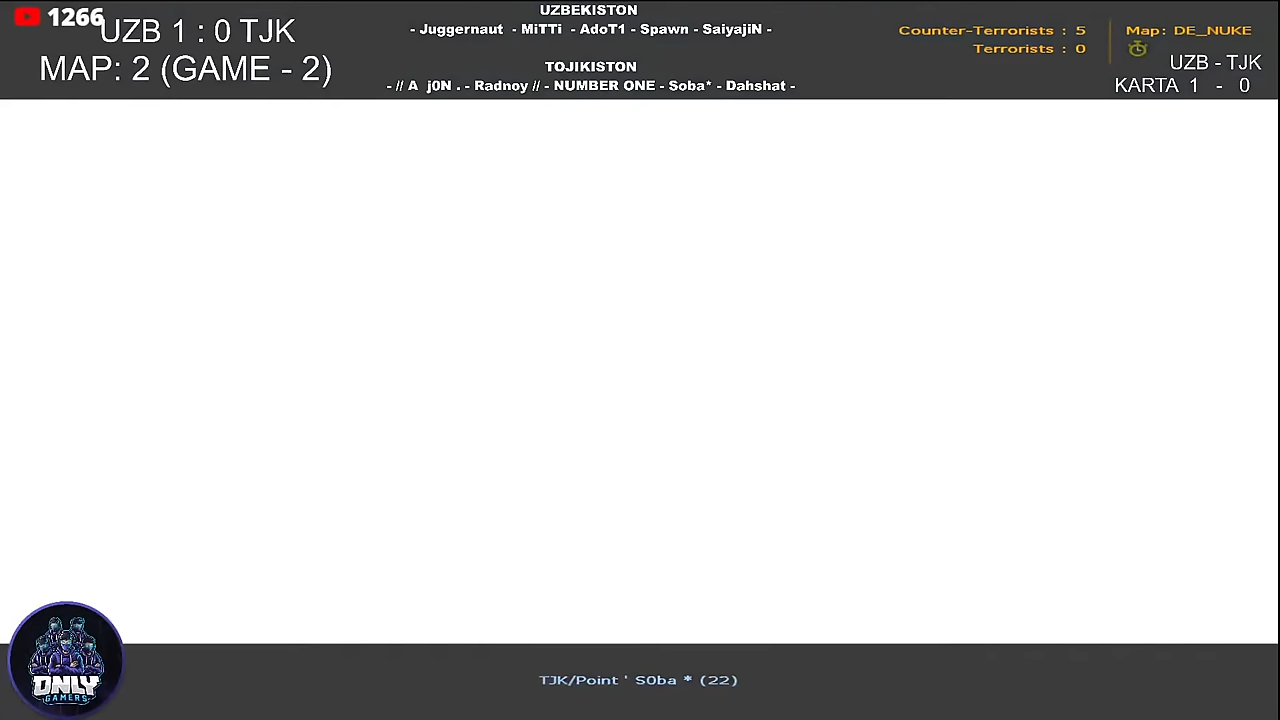 1266
UZB 1 : 0 TJK
MAP: 2 (GAME - 2)
UZBEKISTON
- Juggernaut - MiTTi - AdoT1 - Spawn - SaiyajiN -
TOJIKISTON
- // A j0N . - Radnoy // - NUMBER ONE - Soba* - Dahshat -
Counter-Terrorists : 5
Terrorists : 0
Map: DE_NUKE
UZB - TJK
KARTA 1 - 0
ONLY
GAMERS
TJK/Point ' S0ba * (22)